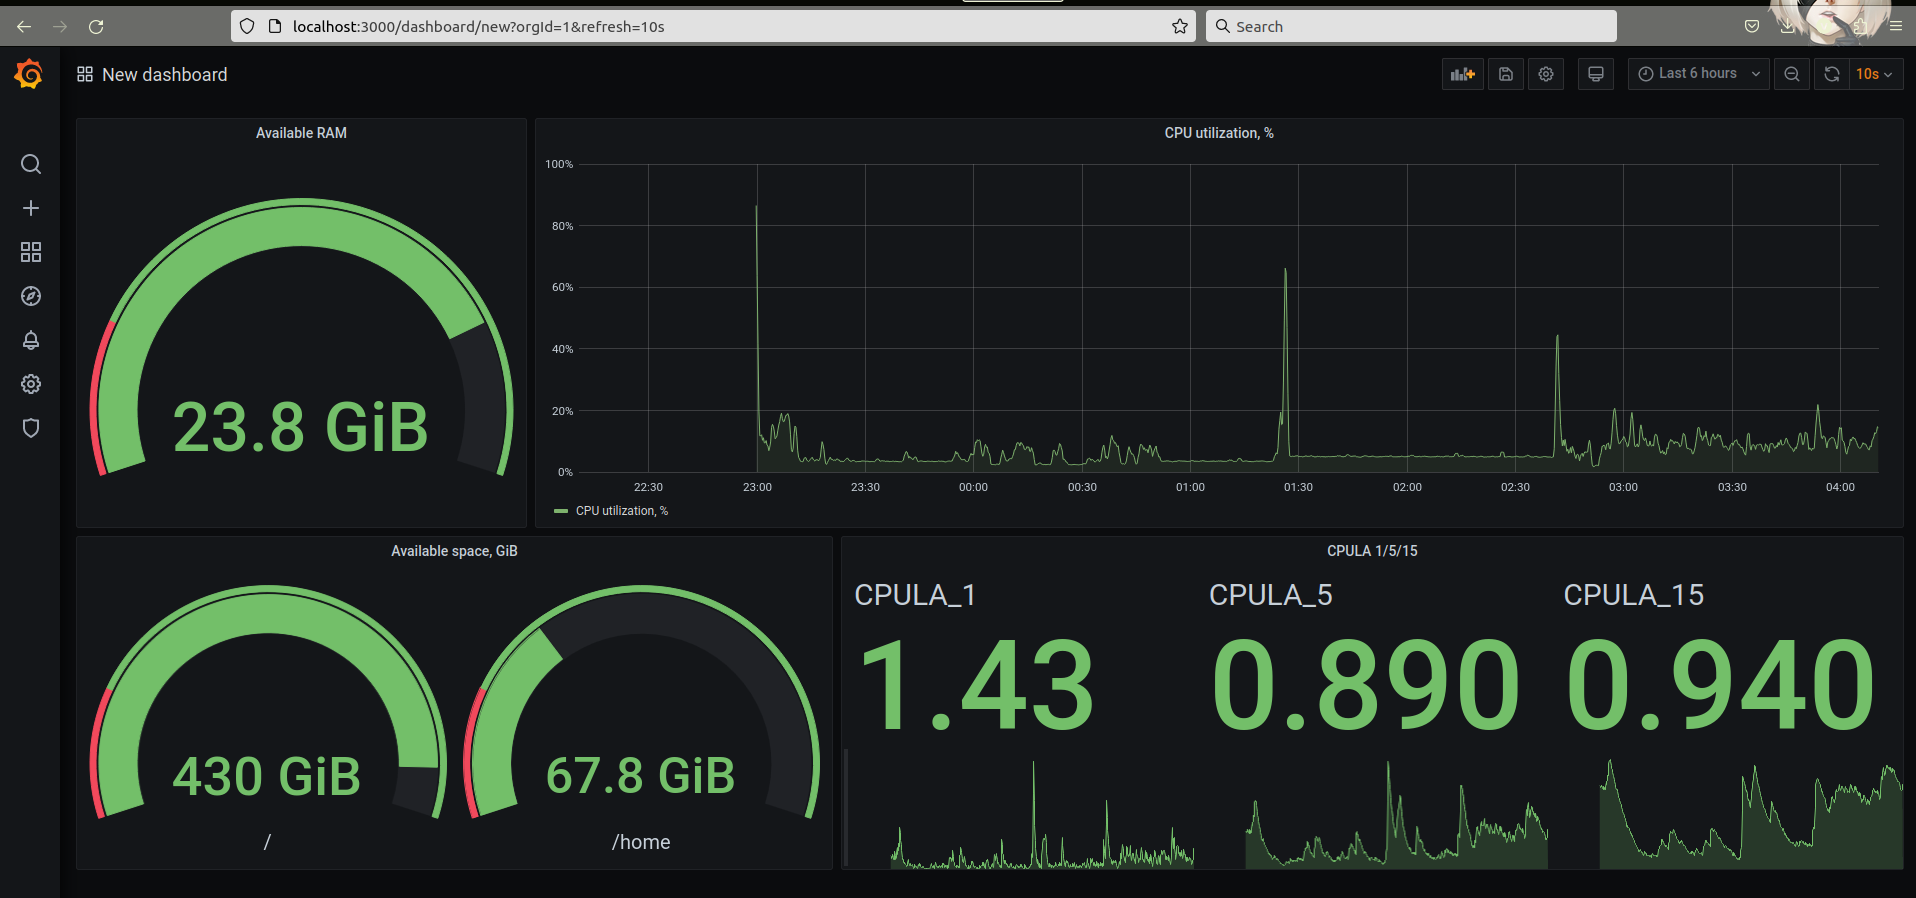 localhost:3000/dashboard/new?orgId=1&refresh=10s
Search
New dashboard
Last 6 hours
10s
Available RAM
23.8 GiB
CPU utilization, %
100%
80%
60%
40%
20%
0%
22:30 23:00 23:30 00:00 00:30 01:00 01:30 02:00 02:30 03:00 03:30 04:00
CPU utilization, %
Available space, GiB
430 GiB
/
67.8 GiB
/home
CPULA 1/5/15
CPULA_1 CPULA_5 CPULA_15
1.43 0.890 0.940